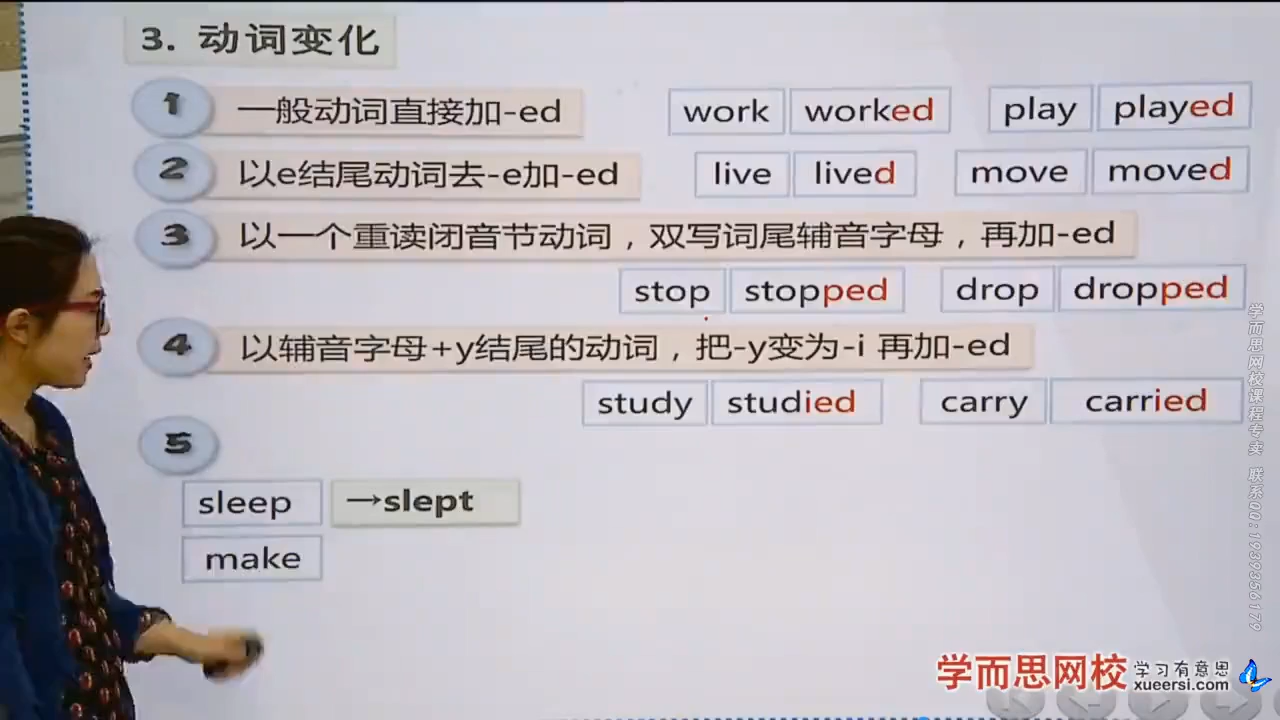 3. 动词变化
1 一般动词直接加-ed work worked play played
2 以e结尾动词去-e加-ed live lived move moved
3 以一个重读闭音节动词，双写词尾辅音字母，再加-ed
stop stopped drop dropped
4 以辅音字母+y结尾的动词，把-y变为-i 再加-ed
study studied carry carried
5
sleep →slept
make
学而思网校 学习有意思
xueersi.com
学而思网校课程专卖 联系QQ:1939356179